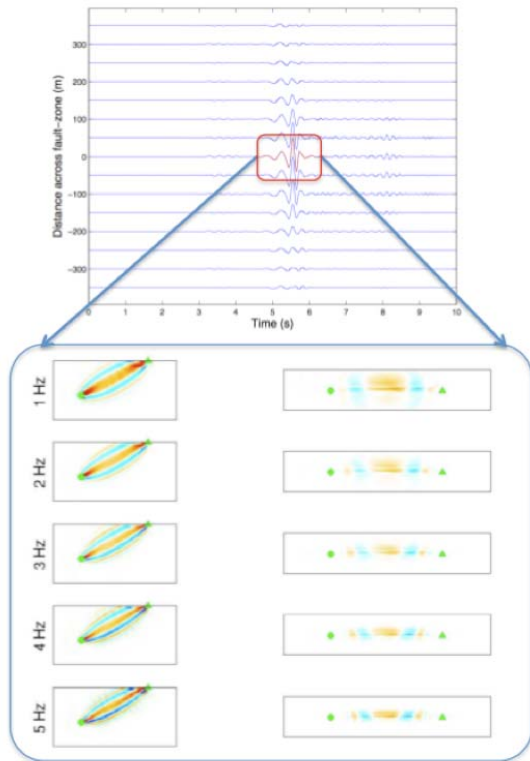 Distance across fault-zone (m)
300
200
100
0
−100
−200
−300
0 1 2 3 4 5 6 7 8 9 10
Time (s)
1 Hz
2 Hz
3 Hz
4 Hz
5 Hz